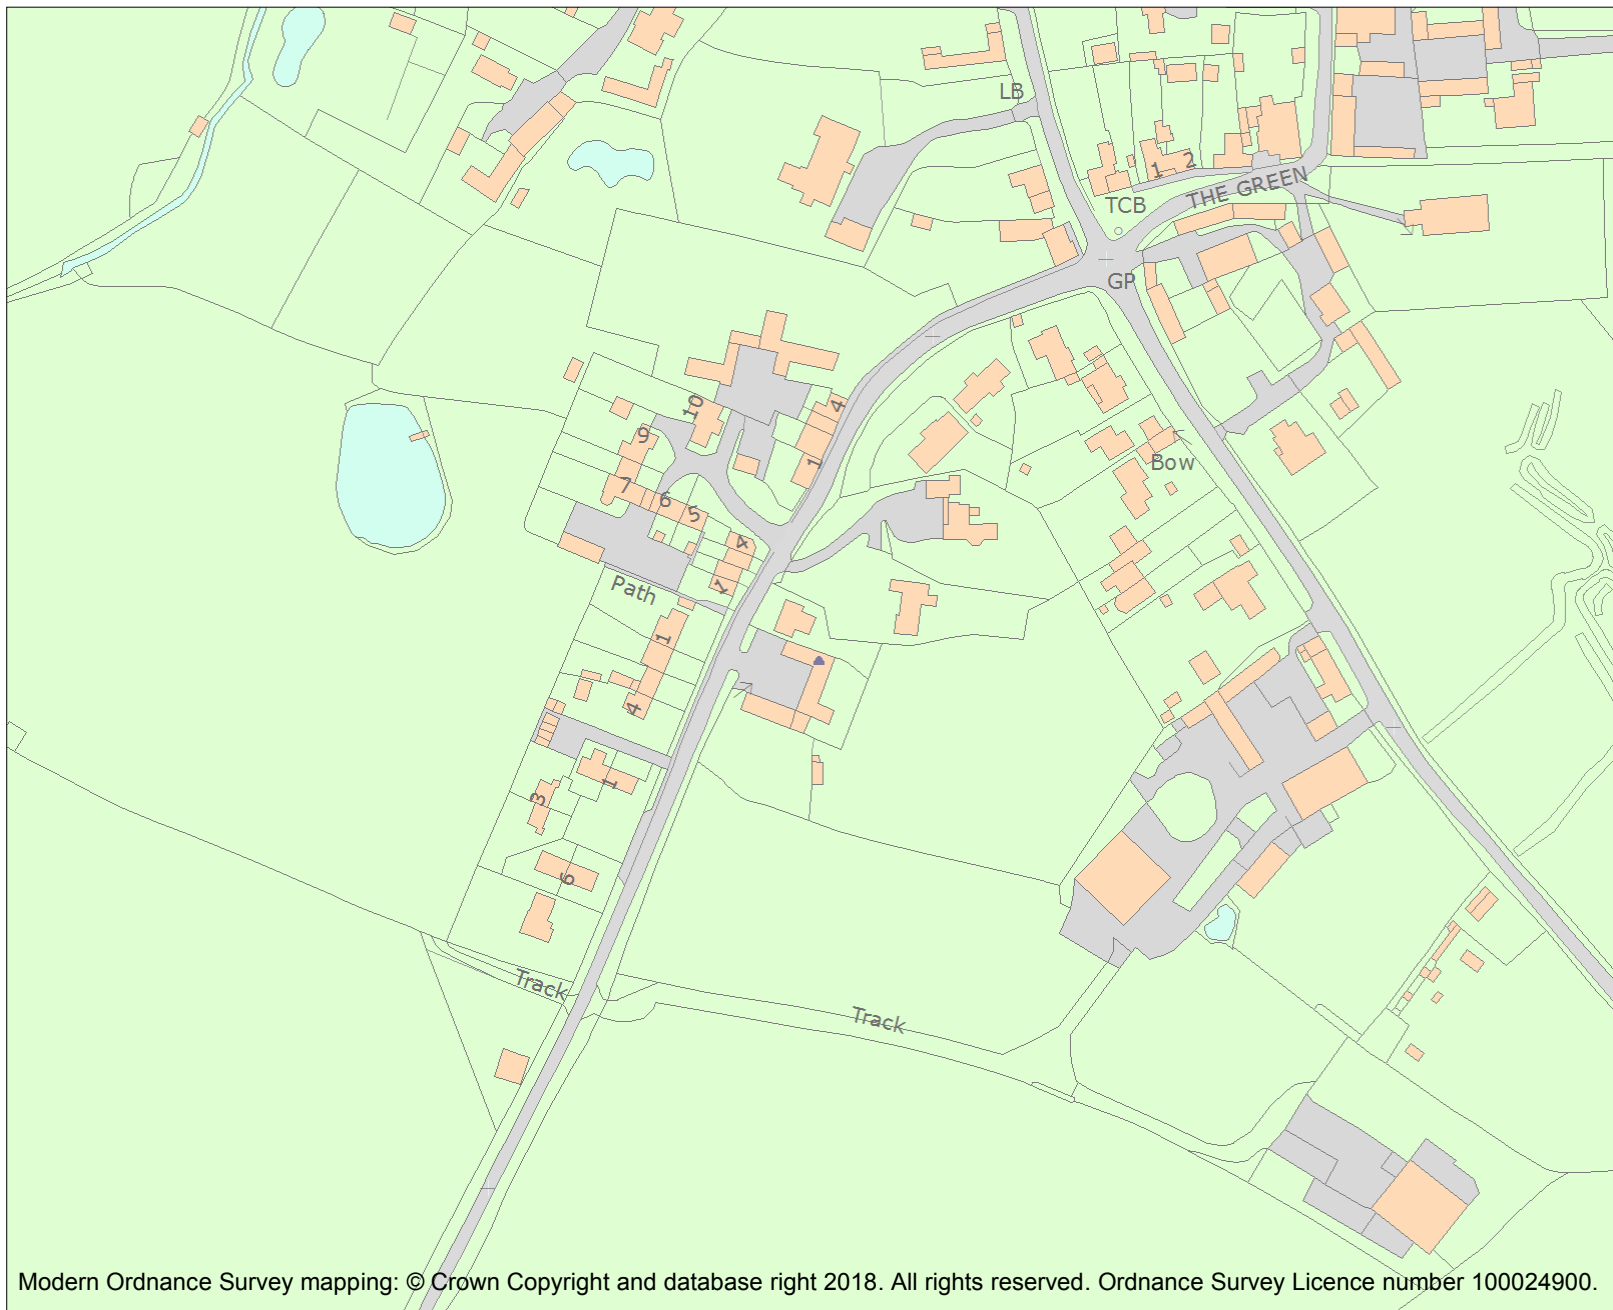 LB
1
2
THE GREEN
TCB
GP
10
4
9
1
Bow
7
6
5
4
1
Path
1
4
1
3
6
Track
Track
Modern Ordnance Survey mapping: © Crown Copyright and database right 2018. All rights reserved. Ordnance Survey Licence number 100024900.